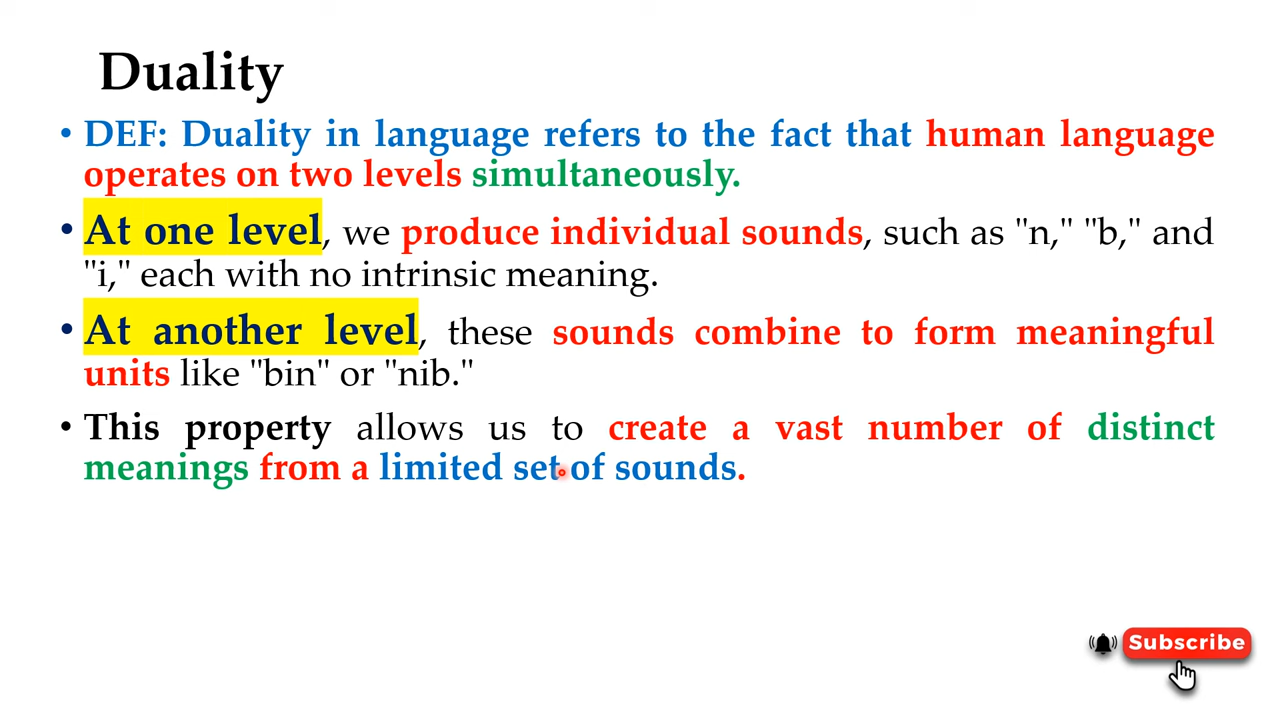 Duality
• DEF: Duality in language refers to the fact that human language
operates on two levels simultaneously.
• At one level, we produce individual sounds, such as "n," "b," and
"i," each with no intrinsic meaning.
• At another level, these sounds combine to form meaningful
units like "bin" or "nib."
• This property allows us to create a vast number of distinct
meanings from a limited set of sounds.
Subscribe